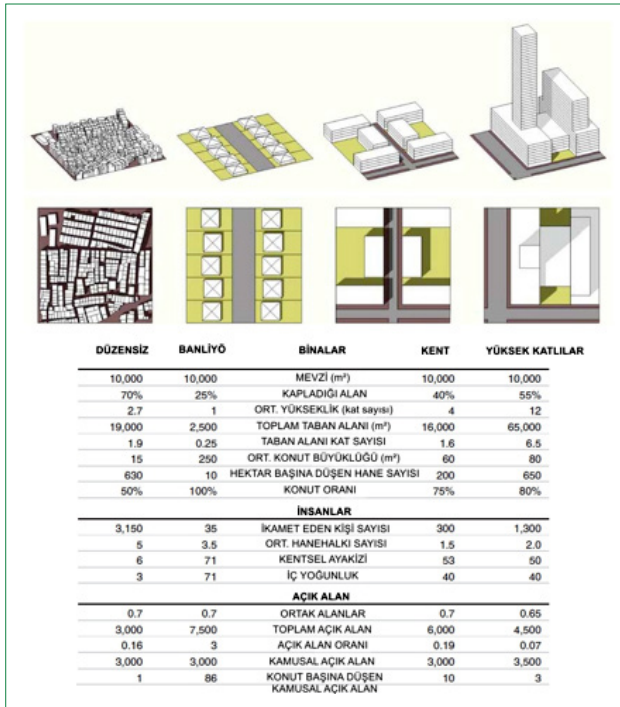 DÜZENSİZ BANLİYÖ BİNALAR KENT YÜKSEK KATLILAR
10,000 10,000 MEVZİ (m²) 10,000 10,000
70% 25% KAPLADIĞI ALAN 40% 55%
2.7 1 ORT. YÜKSEKLİK (kat sayısı) 4 12
19,000 2,500 TOPLAM TABAN ALANI (m²) 16,000 65,000
1.9 0.25 TABAN ALANI KAT SAYISI 1.6 6.5
15 250 ORT. KONUT BÜYÜKLÜĞÜ (m²) 60 80
630 10 HEKTAR BAŞINA DÜŞEN HANE SAYISI 200 650
50% 100% KONUT ORANI 75% 80%
İNSANLAR
3,150 35 İKAMET EDEN KİŞİ SAYISI 300 1,300
5 3.5 ORT. HANEHALKI SAYISI 1.5 2.0
6 71 KENTSEL AYAKİZİ 53 50
3 71 İÇ YOĞUNLUK 40 40
AÇIK ALAN
0.7 0.7 ORTAK ALANLAR 0.7 0.65
3,000 7,500 TOPLAM AÇIK ALAN 6,000 4,500
0.16 3 AÇIK ALAN ORANI 0.19 0.07
3,000 3,000 KAMUSAL AÇIK ALAN 3,000 3,500
1 86 KONUT BAŞINA DÜŞEN 10 3
KAMUSAL AÇIK ALAN